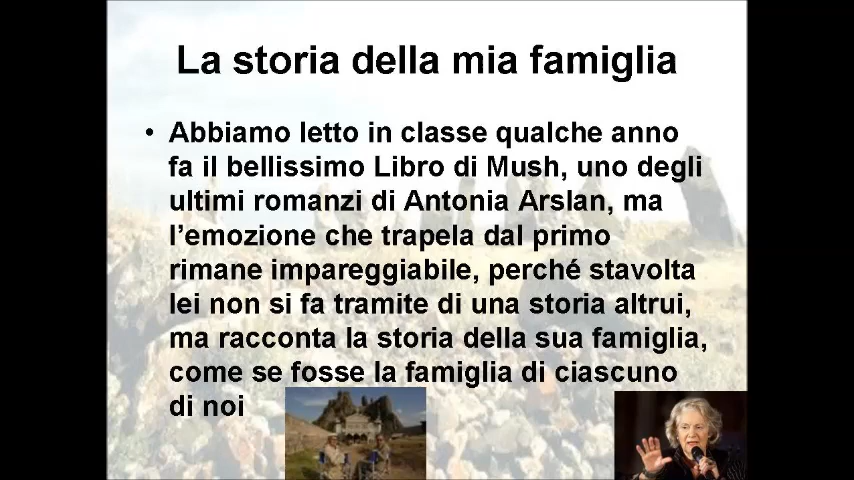 La storia della mia famiglia
• Abbiamo letto in classe qualche anno
fa il bellissimo Libro di Mush, uno degli
ultimi romanzi di Antonia Arslan, ma
l’emozione che trapela dal primo
rimane impareggiabile, perché stavolta
lei non si fa tramite di una storia altrui,
ma racconta la storia della sua famiglia,
come se fosse la famiglia di ciascuno
di noi